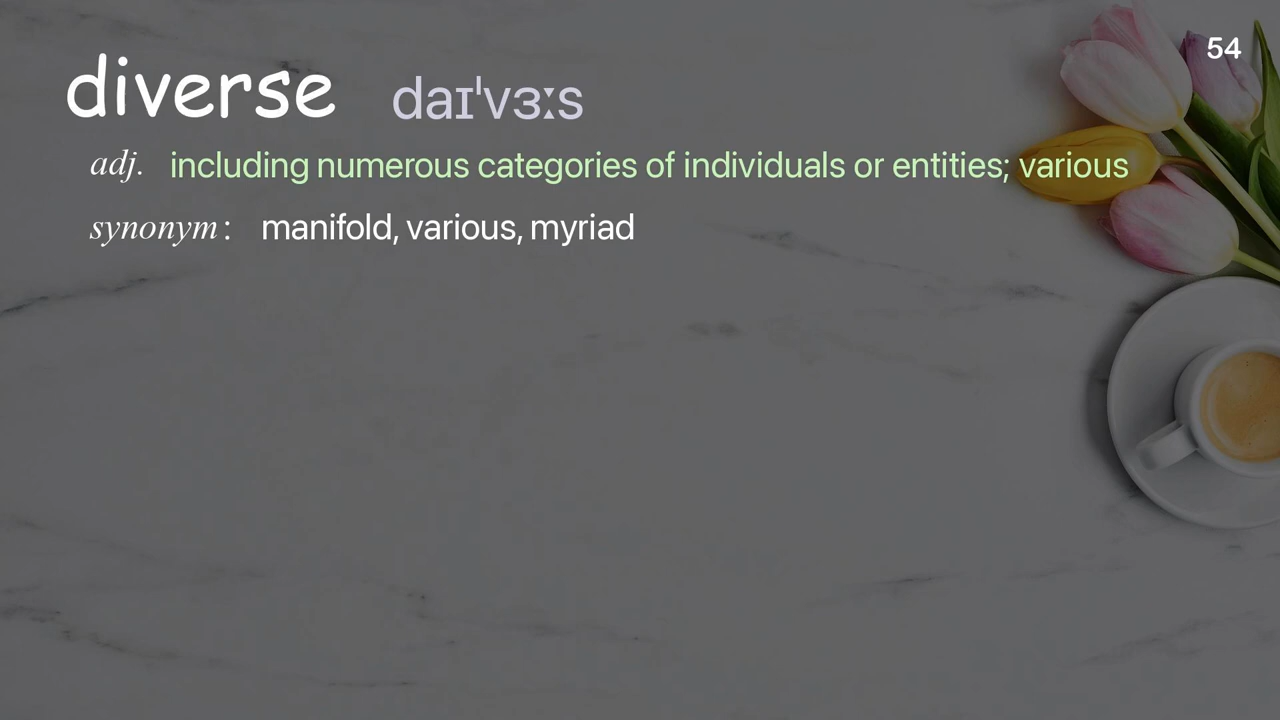 54
diverse daɪˈvɜːs
adj. including numerous categories of individuals or entities; various
synonym: manifold, various, myriad